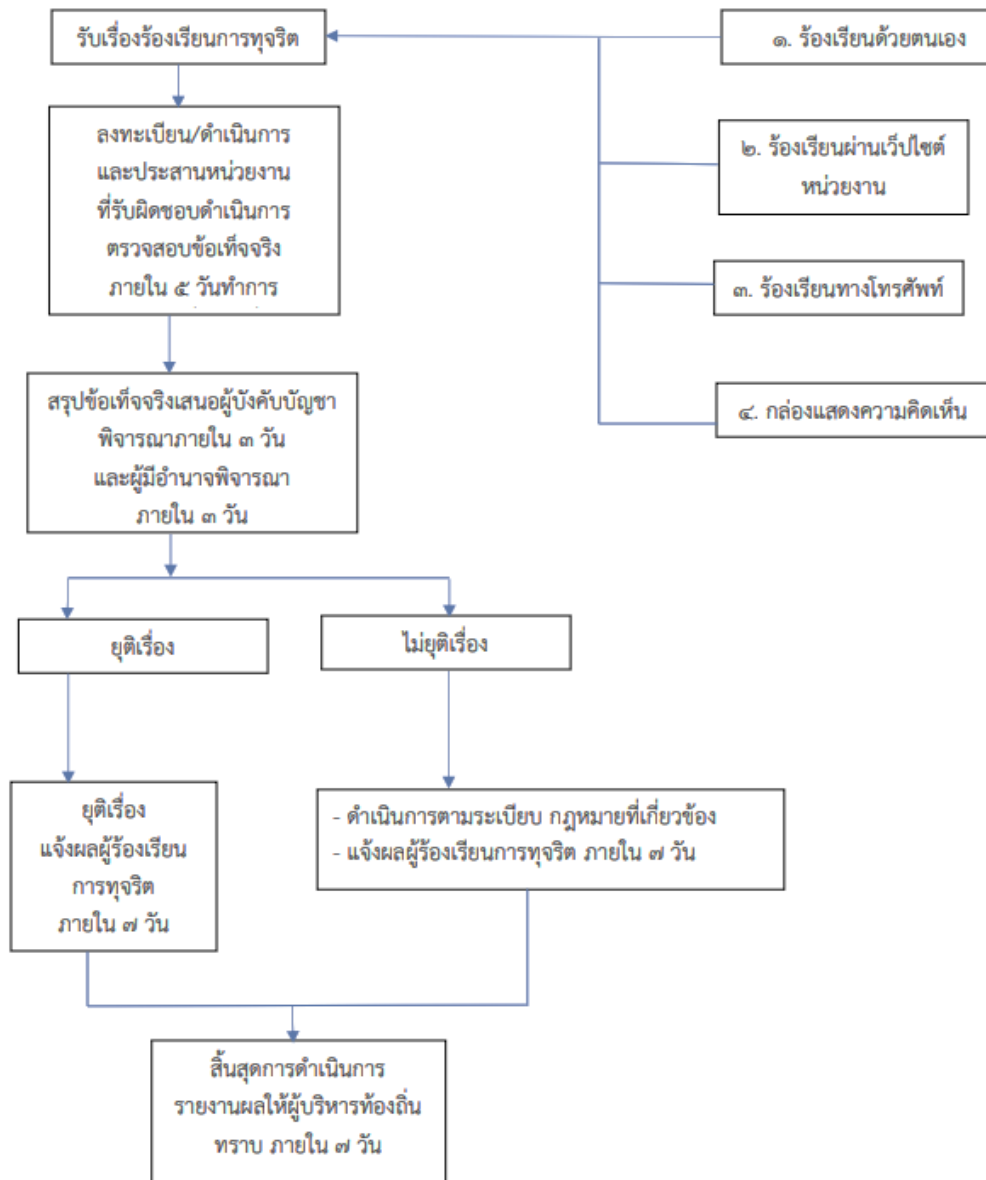 รับเรื่องร้องเรียนการทุจริต
๑. ร้องเรียนด้วยตนเอง
๒. ร้องเรียนผ่านเว็ปไซต์
หน่วยงาน
๓. ร้องเรียนทางโทรศัพท์
๔. กล่องแสดงความคิดเห็น
ลงทะเบียน/ดำเนินการ
และประสานหน่วยงาน
ที่รับผิดชอบดำเนินการ
ตรวจสอบข้อเท็จจริง
ภายใน ๕ วันทำการ
สรุปข้อเท็จจริงเสนอผู้บังคับบัญชา
พิจารณาภายใน ๓ วัน
และผู้มีอำนาจพิจารณา
ภายใน ๓ วัน
ยุติเรื่อง
ไม่ยุติเรื่อง
ยุติเรื่อง
แจ้งผลผู้ร้องเรียน
การทุจริต
ภายใน ๗ วัน
- ดำเนินการตามระเบียบ กฎหมายที่เกี่ยวข้อง
- แจ้งผลผู้ร้องเรียนการทุจริต ภายใน ๗ วัน
สิ้นสุดการดำเนินการ
รายงานผลให้ผู้บริหารท้องถิ่น
ทราบ ภายใน ๗ วัน